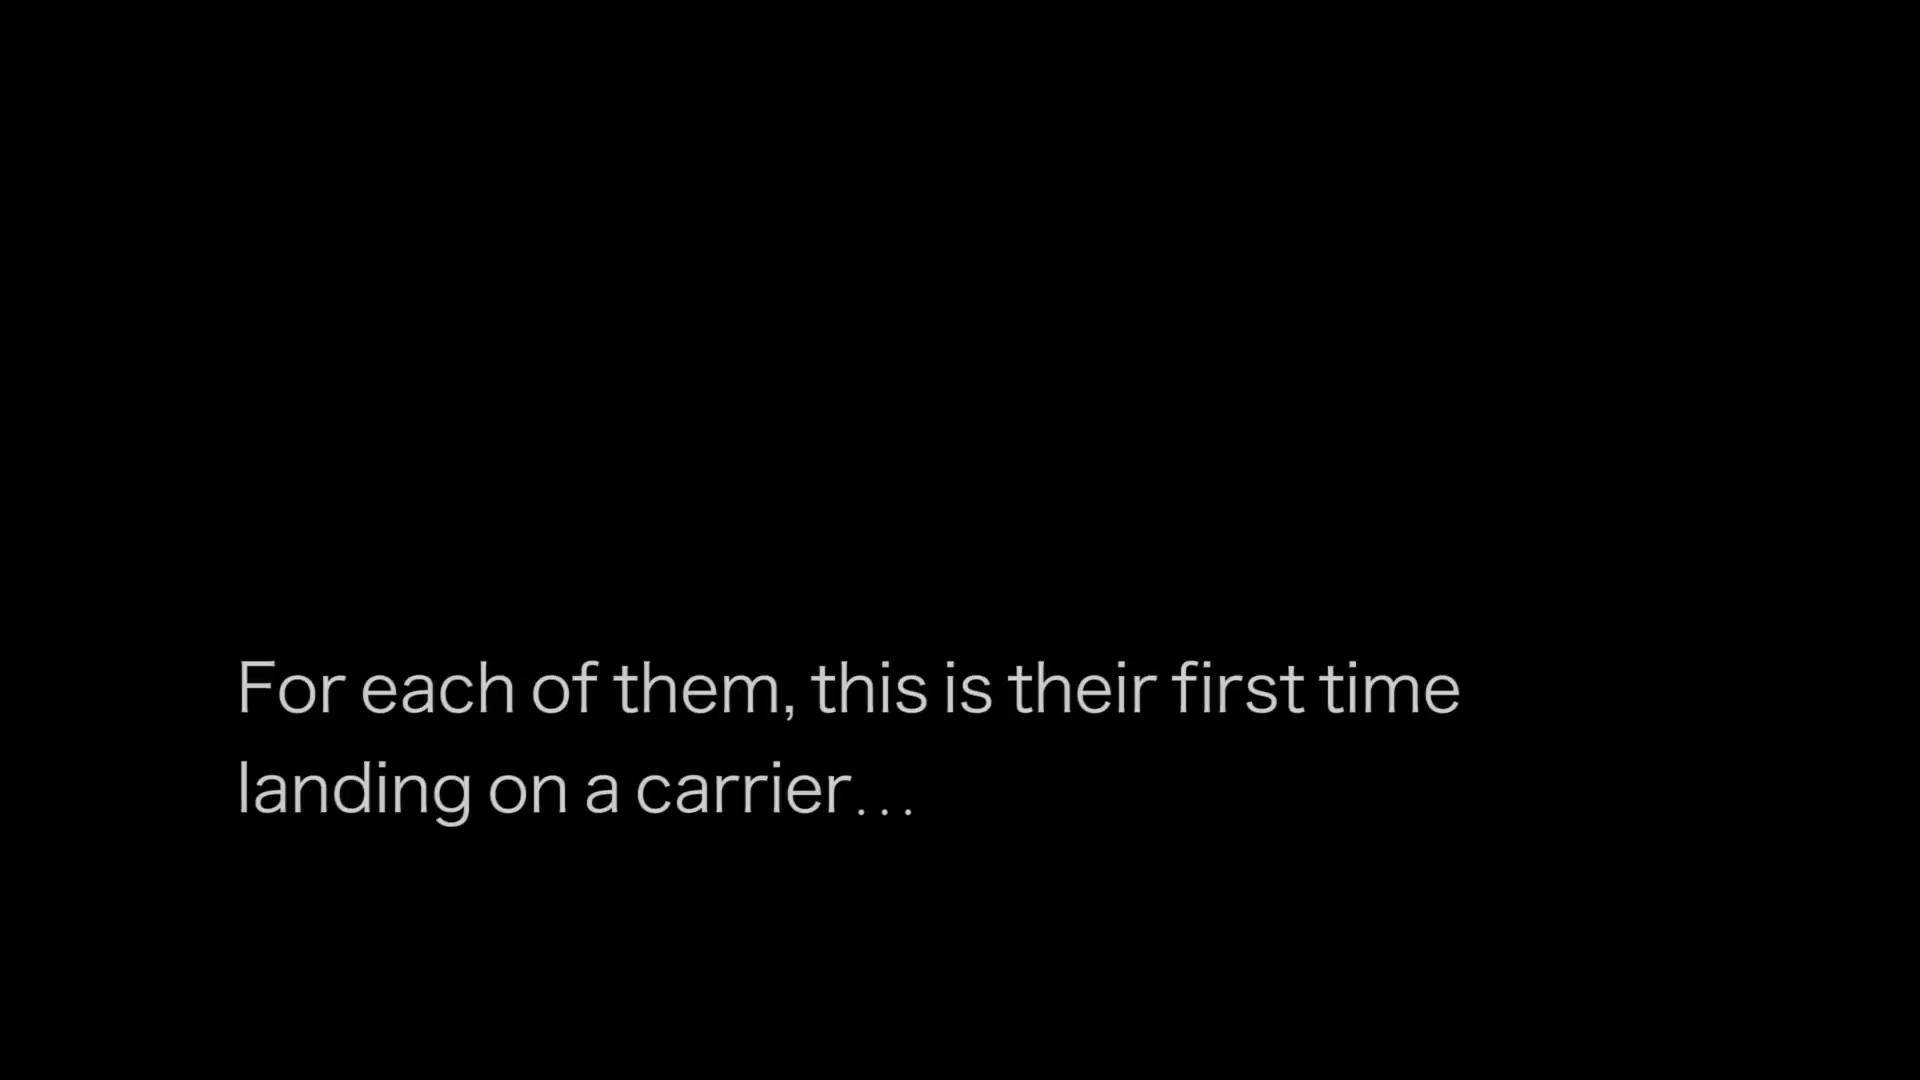 For each of them, this is their first time
landing on a carrier...